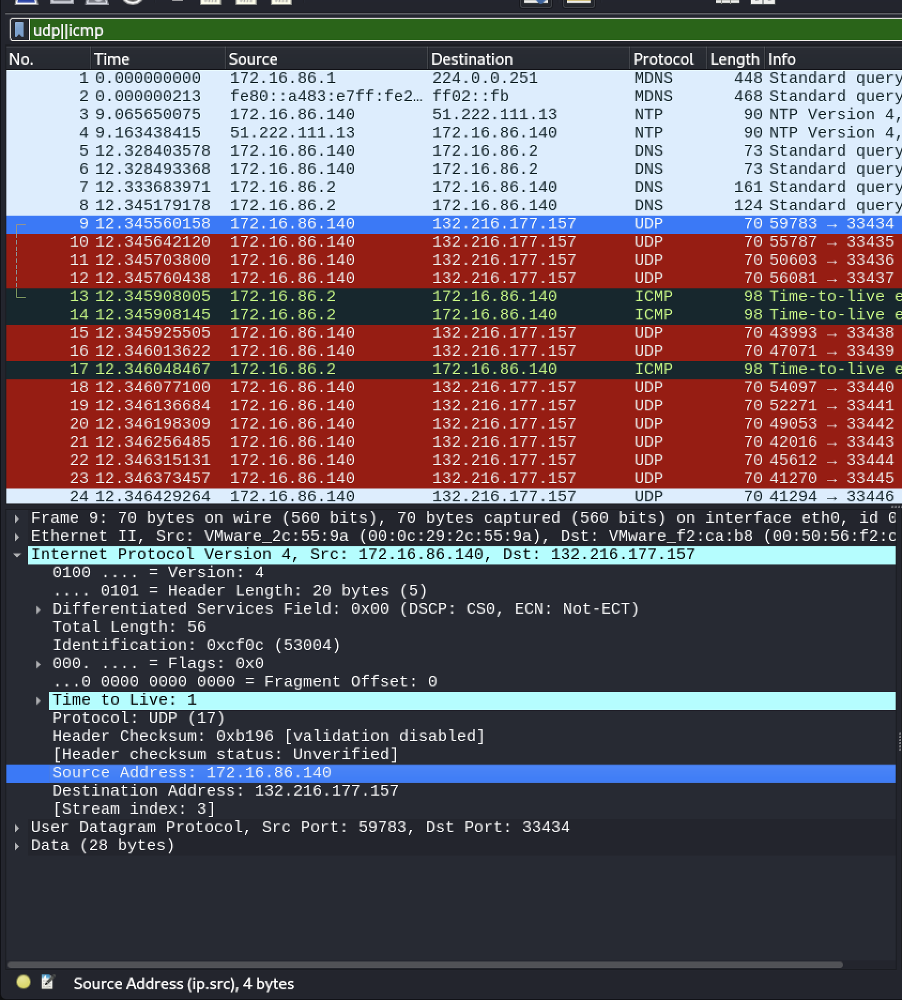 udp||icmp
No. Time Source Destination Protocol Length Info
1 0.000000000 172.16.86.1 224.0.0.251 MDNS 448 Standard query
2 0.000000213 fe80::a483:e7ff:fe2… ff02::fb MDNS 468 Standard query
3 9.065650075 172.16.86.140 51.222.111.13 NTP 90 NTP Version 4,
4 9.163438415 51.222.111.13 172.16.86.140 NTP 90 NTP Version 4,
5 12.328403578 172.16.86.140 172.16.86.2 DNS 73 Standard query
6 12.328493368 172.16.86.140 172.16.86.2 DNS 73 Standard query
7 12.333683971 172.16.86.2 172.16.86.140 DNS 161 Standard query
8 12.345179178 172.16.86.2 172.16.86.140 DNS 124 Standard query
9 12.345560158 172.16.86.140 132.216.177.157 UDP 70 59783 → 33434
10 12.345642120 172.16.86.140 132.216.177.157 UDP 70 55787 → 33435
11 12.345703800 172.16.86.140 132.216.177.157 UDP 70 50603 → 33436
12 12.345760438 172.16.86.140 132.216.177.157 UDP 70 56081 → 33437
13 12.345908005 172.16.86.2 172.16.86.140 ICMP 98 Time-to-live e
14 12.345908145 172.16.86.2 172.16.86.140 ICMP 98 Time-to-live e
15 12.345925505 172.16.86.140 132.216.177.157 UDP 70 43993 → 33438
16 12.346013622 172.16.86.140 132.216.177.157 UDP 70 47071 → 33439
17 12.346048467 172.16.86.2 172.16.86.140 ICMP 98 Time-to-live e
18 12.346077100 172.16.86.140 132.216.177.157 UDP 70 54097 → 33440
19 12.346136684 172.16.86.140 132.216.177.157 UDP 70 52271 → 33441
20 12.346198309 172.16.86.140 132.216.177.157 UDP 70 49053 → 33442
21 12.346256485 172.16.86.140 132.216.177.157 UDP 70 42016 → 33443
22 12.346315131 172.16.86.140 132.216.177.157 UDP 70 45612 → 33444
23 12.346373457 172.16.86.140 132.216.177.157 UDP 70 41270 → 33445
24 12.346429264 172.16.86.140 132.216.177.157 UDP 70 41294 → 33446
Frame 9: 70 bytes on wire (560 bits), 70 bytes captured (560 bits) on interface eth0, id 0
Ethernet II, Src: VMware_2c:55:9a (00:0c:29:2c:55:9a), Dst: VMware_f2:ca:b8 (00:50:56:f2:c
Internet Protocol Version 4, Src: 172.16.86.140, Dst: 132.216.177.157
0100 .... = Version: 4
.... 0101 = Header Length: 20 bytes (5)
Differentiated Services Field: 0x00 (DSCP: CS0, ECN: Not-ECT)
Total Length: 56
Identification: 0xcf0c (53004)
000. .... = Flags: 0x0
...0 0000 0000 0000 = Fragment Offset: 0
Time to Live: 1
Protocol: UDP (17)
Header Checksum: 0xb196 [validation disabled]
[Header checksum status: Unverified]
Source Address: 172.16.86.140
Destination Address: 132.216.177.157
[Stream index: 3]
User Datagram Protocol, Src Port: 59783, Dst Port: 33434
Data (28 bytes)
Source Address (ip.src), 4 bytes